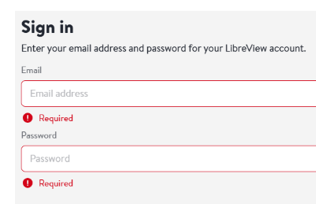 Sign in
Enter your email address and password for your LibreView account.
Email
Email address
Required
Password
Password
Required